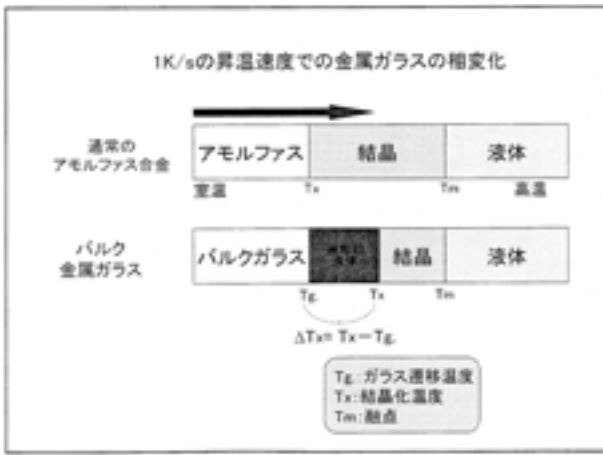 1K/sの昇温速度での金属ガラスの相変化
通常の
アモルファス合金
アモルファス
結晶
液体
室温
Tx
Tm
高温
バルク
金属ガラス
バルクガラス
結晶
液体
Tg.
Tx
Tm
ΔTx= Tx－Tg.
Tg.:ガラス遷移温度
Tx:結晶化温度
Tm:融点